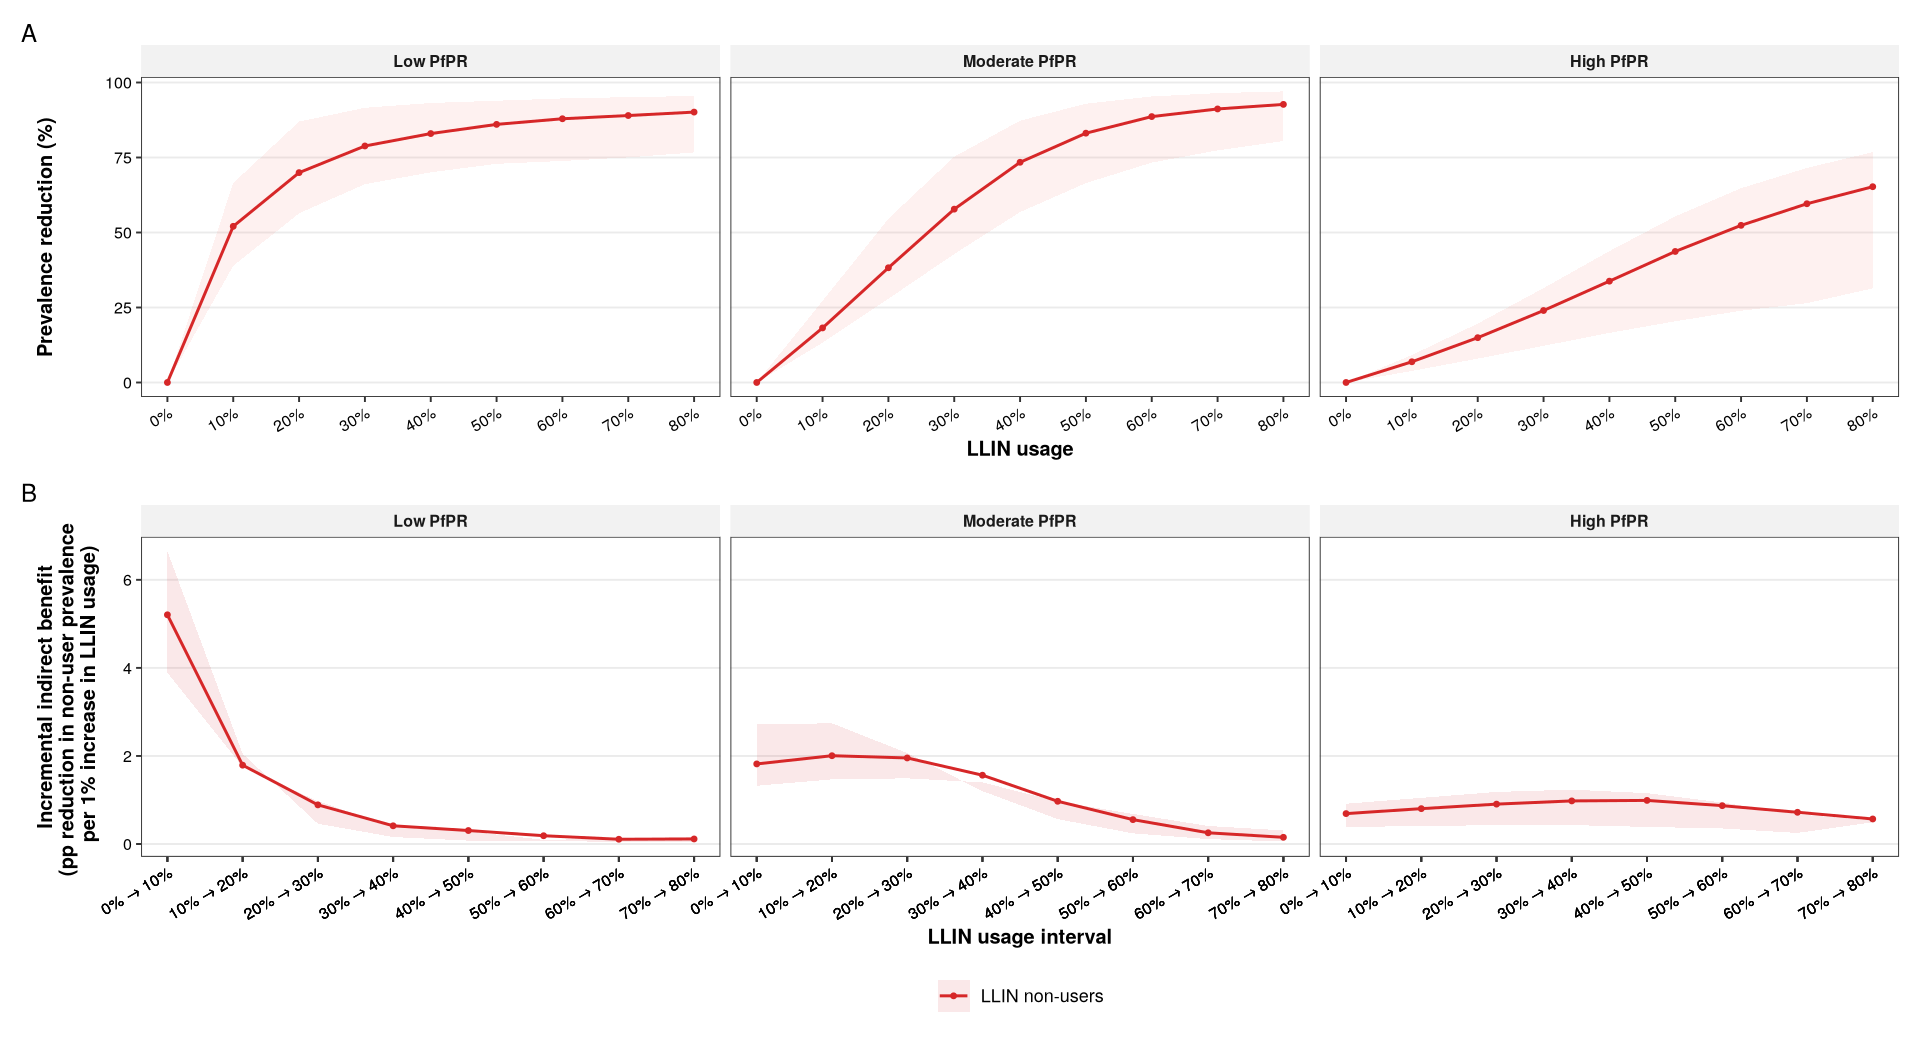 A
Low PfPR
Moderate PfPR
High PfPR
Prevalence reduction (%)
100
75
50
25
0
0% 10% 20% 30% 40% 50% 60% 70% 80%
0% 10% 20% 30% 40% 50% 60% 70% 80%
0% 10% 20% 30% 40% 50% 60% 70% 80%
LLIN usage
B
Low PfPR
Moderate PfPR
High PfPR
Incremental indirect benefit
(pp reduction in non-user prevalence
per 1% increase in LLIN usage)
6
4
2
0
0% → 10% 10% → 20% 20% → 30% 30% → 40% 40% → 50% 50% → 60% 60% → 70% 70% → 80%
0% → 10% 10% → 20% 20% → 30% 30% → 40% 40% → 50% 50% → 60% 60% → 70% 70% → 80%
0% → 10% 10% → 20% 20% → 30% 30% → 40% 40% → 50% 50% → 60% 60% → 70% 70% → 80%
LLIN usage interval
LLIN non-users